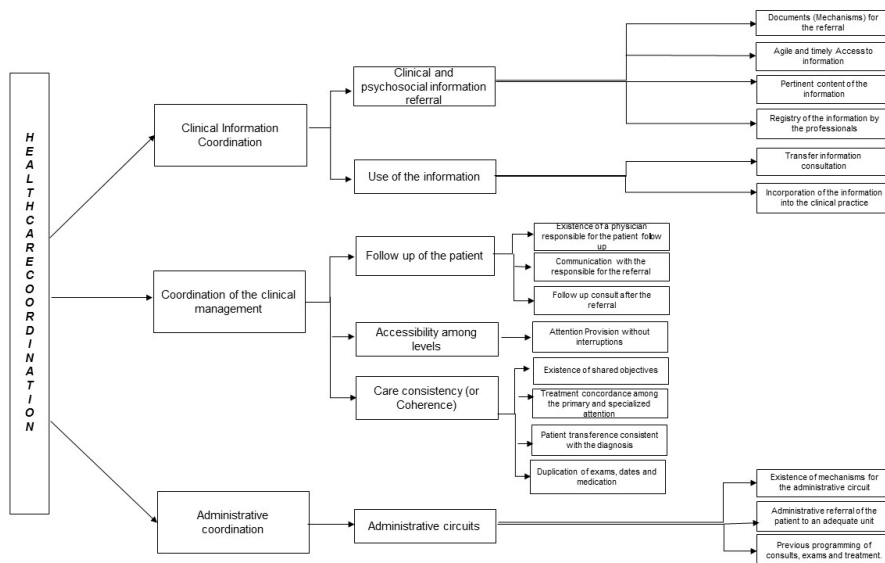 HEALTHCARECOORDINATION
Clinical Information
Coordination
Clinical and
psychosocial information
referral
Documents (Mechanisms) for
the referral
Agile and timely Access to
information
Pertinent content of the
information
Registry of the information by
the professionals
Use of the information
Transfer information
consultation
Incorporation of the information
into the clinical practice
Coordination of the clinical
management
Follow up of the patient
Existence of a physician
responsible for the patient follow
up
Communication with the
responsible for the referral
Follow up consult after the
referral
Accessibility among
levels
Attention Provision without
interruptions
Care consistency (or
Coherence)
Existence of shared objectives
Treatment concordance among
the primary and specialized
attention
Patient transference consistent
with the diagnosis
Duplication of exams, dates and
medication
Administrative
coordination
Administrative circuits
Existence of mechanisms for
the administrative circuit
Administrative referral of the
patient to an adequate unit
Previous programming of
consults, exams and treatment.